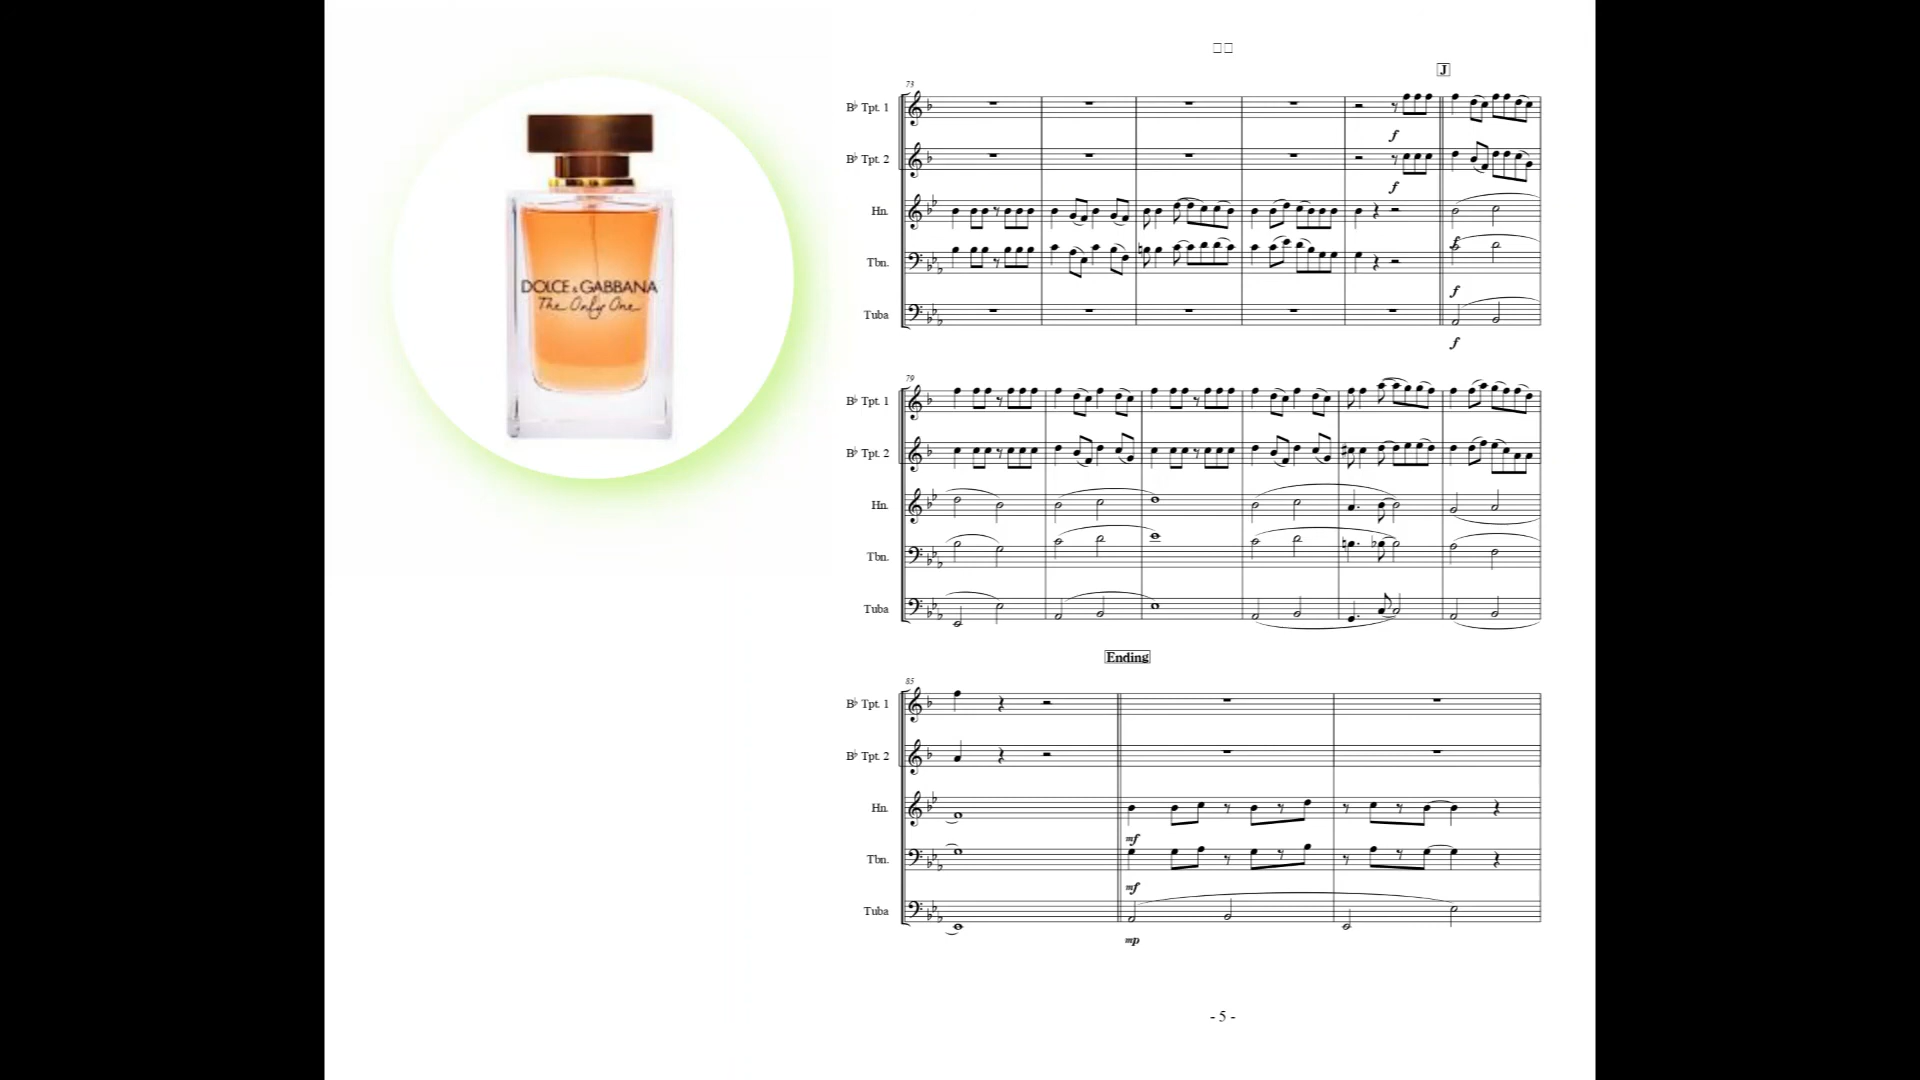 DOLCE & GABBANA
The Only One
□□
J
73
B♭ Tpt. 1
f
B♭ Tpt. 2
f
Hn.
f
Tbn.
f
Tuba
f
79
B♭ Tpt. 1
B♭ Tpt. 2
Hn.
Tbn.
Tuba
Ending
85
B♭ Tpt. 1
B♭ Tpt. 2
Hn.
mf
Tbn.
mf
Tuba
mp
- 5 -